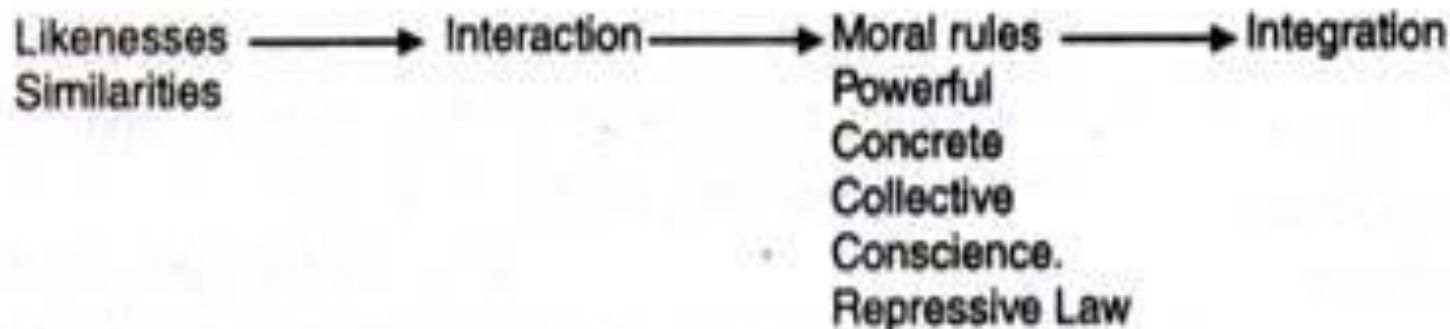 Likenesses → Interaction → Moral rules → Integration
Similarities
Powerful
Concrete
Collective
Conscience.
Repressive Law